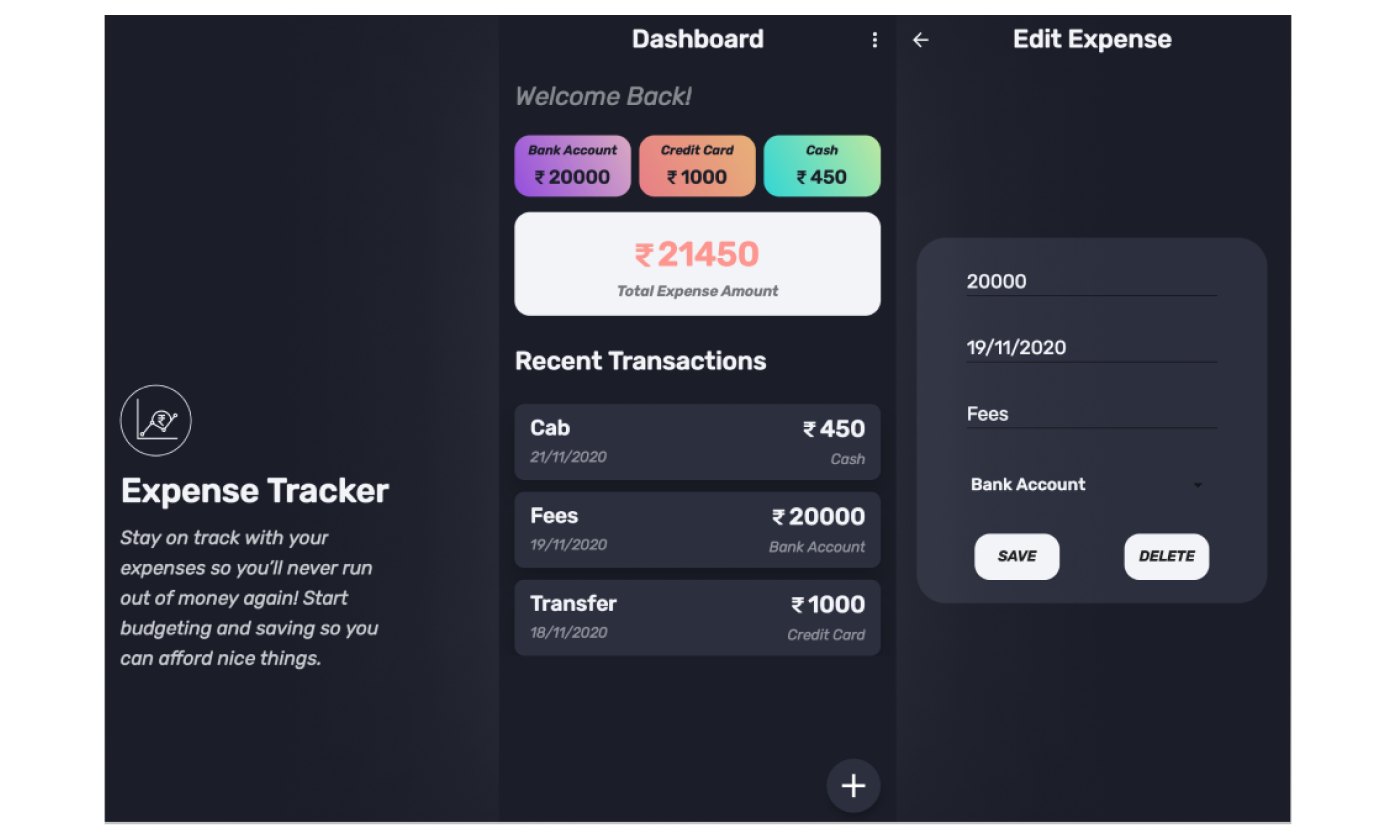 ₹
Expense Tracker
Stay on track with your
expenses so you'll never run
out of money again! Start
budgeting and saving so you
can afford nice things.
Dashboard
Welcome Back!
Bank Account
₹ 20000
Credit Card
₹ 1000
Cash
₹ 450
₹ 21450
Total Expense Amount
Recent Transactions
Cab
₹ 450
21/11/2020
Cash
Fees
₹ 20000
19/11/2020
Bank Account
Transfer
₹ 1000
18/11/2020
Credit Card
Edit Expense
20000
19/11/2020
Fees
Bank Account
SAVE
DELETE